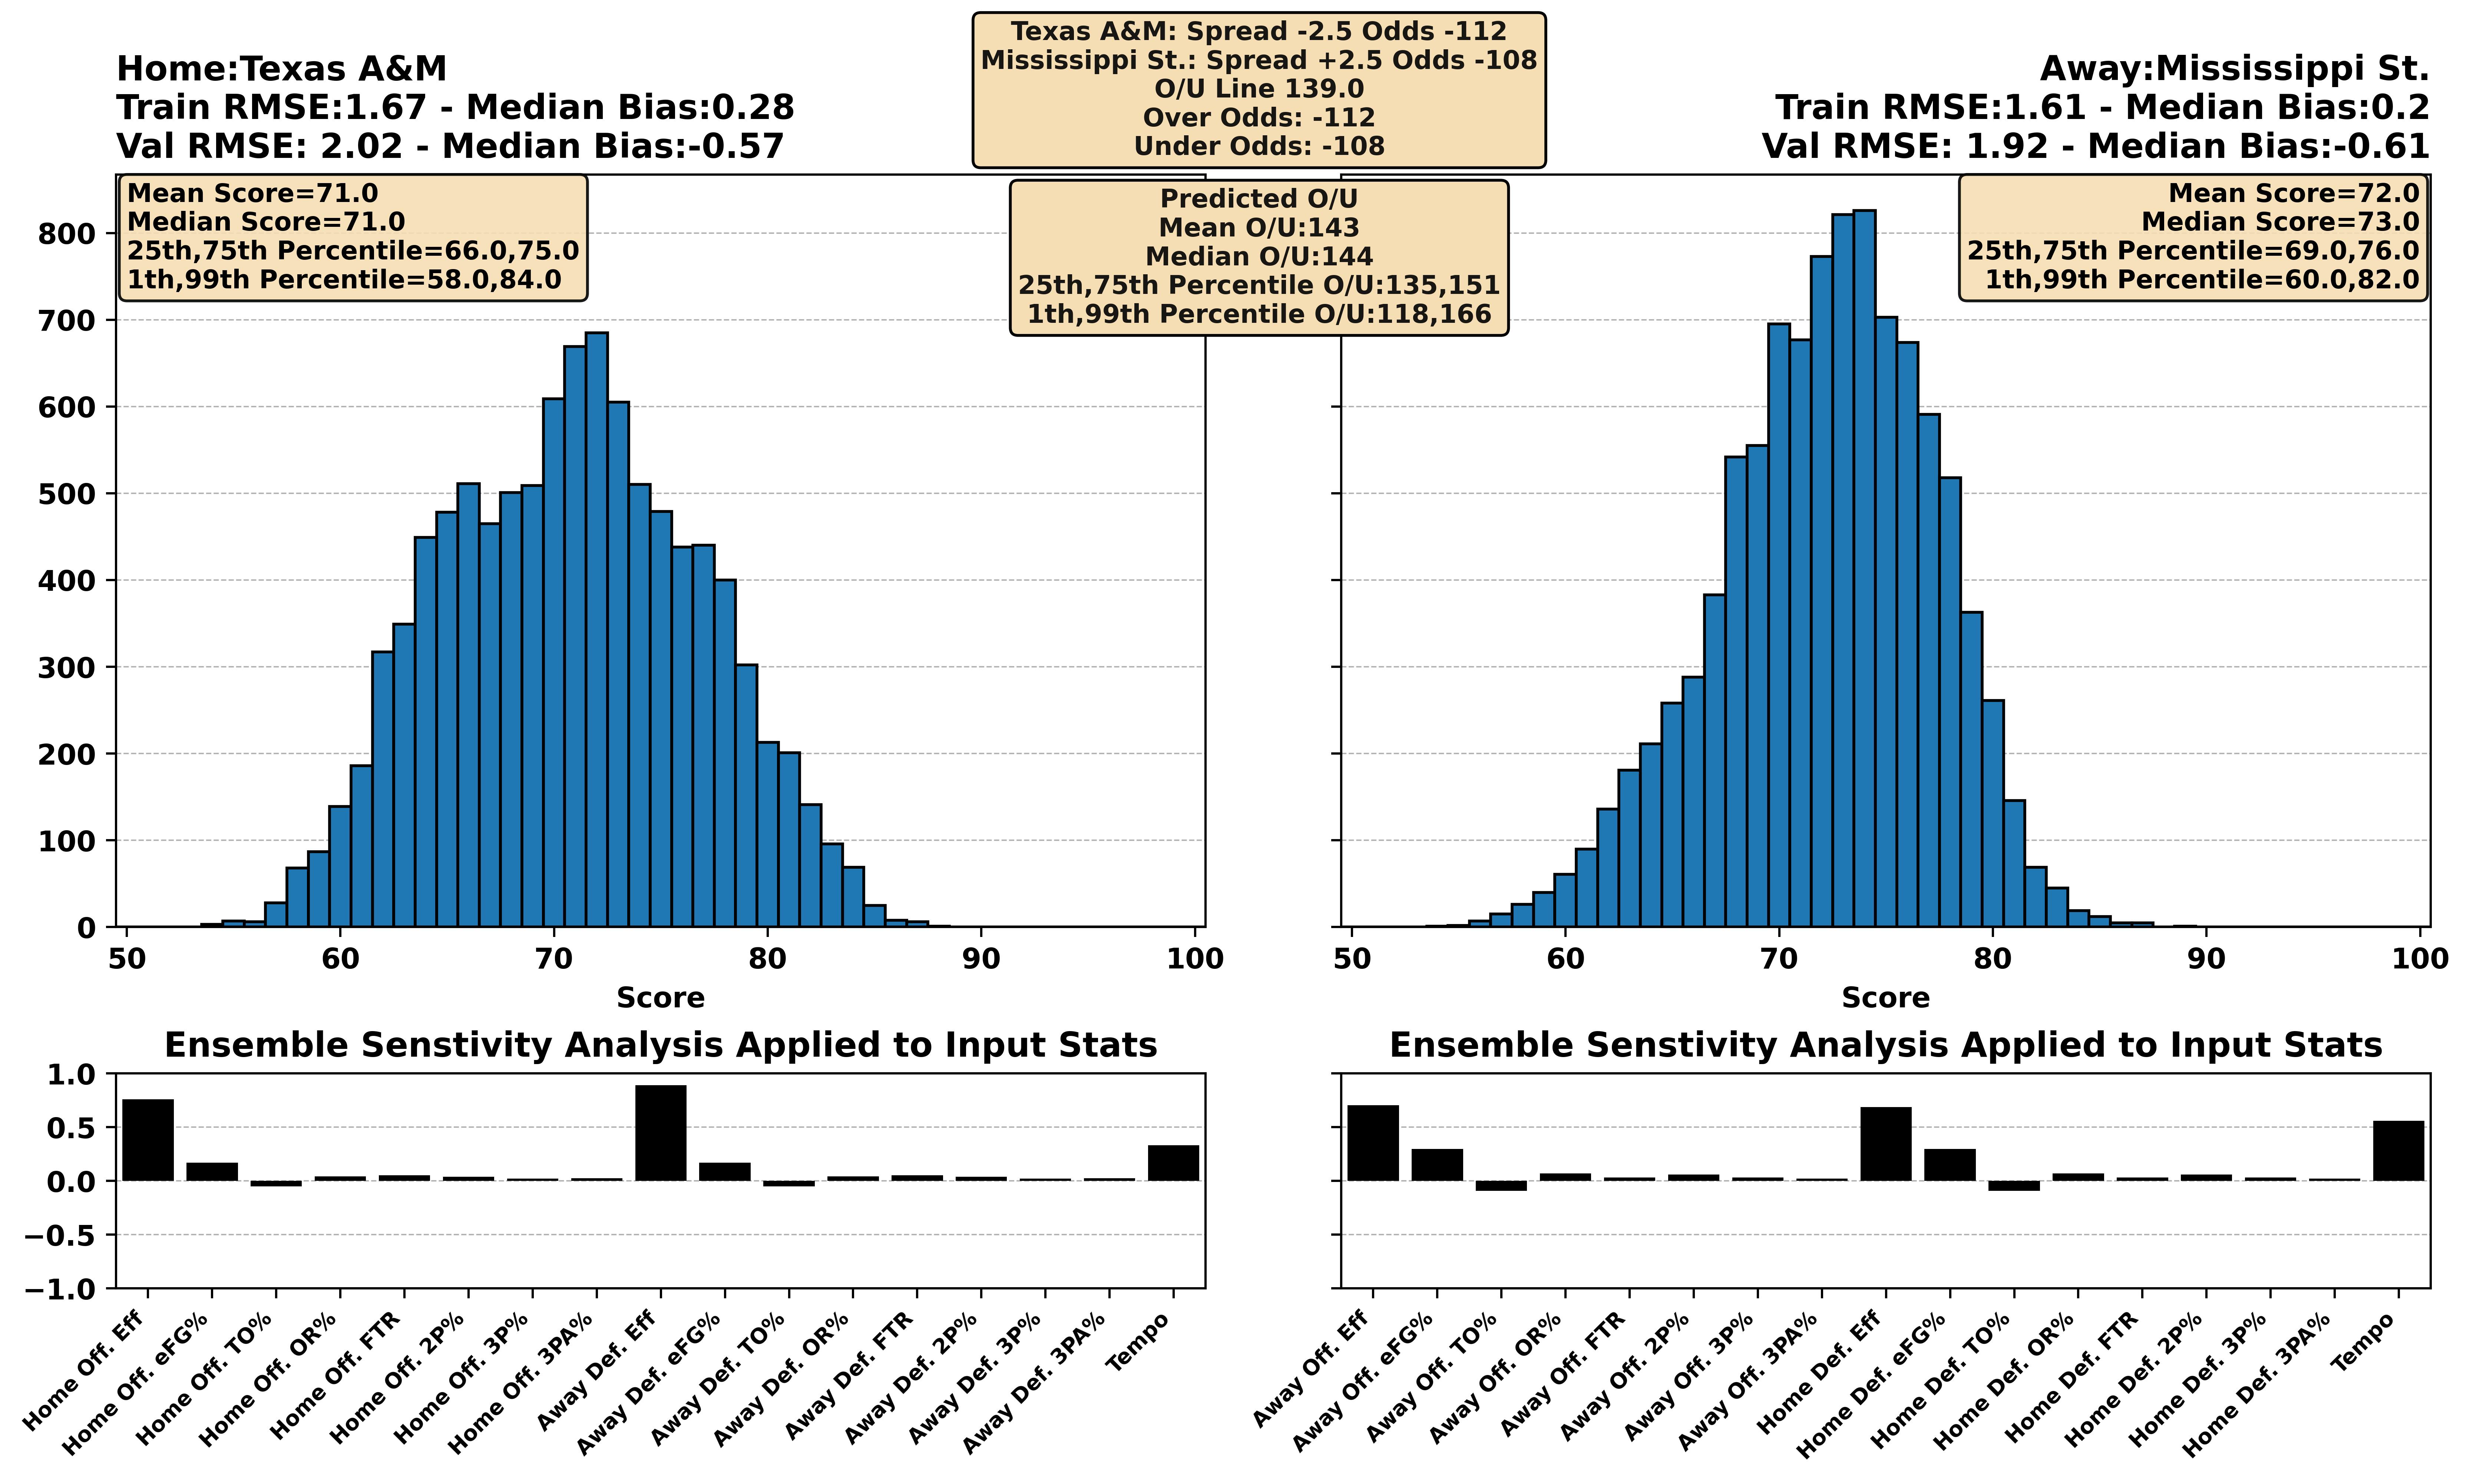 Texas A&M: Spread -2.5 Odds -112
Mississippi St.: Spread +2.5 Odds -108
O/U Line 139.0
Over Odds: -112
Under Odds: -108
Home:Texas A&M
Train RMSE:1.67 - Median Bias:0.28
Val RMSE: 2.02 - Median Bias:-0.57
Away:Mississippi St.
Train RMSE:1.61 - Median Bias:0.2
Val RMSE: 1.92 - Median Bias:-0.61
Mean Score=71.0
Median Score=71.0
25th,75th Percentile=66.0,75.0
1th,99th Percentile=58.0,84.0
Predicted O/U
Mean O/U:143
Median O/U:144
25th,75th Percentile O/U:135,151
1th,99th Percentile O/U:118,166
Mean Score=72.0
Median Score=73.0
25th,75th Percentile=69.0,76.0
1th,99th Percentile=60.0,82.0
800
700
600
500
400
300
200
100
0
50 60 70 80 90 100
Score
50 60 70 80 90 100
Score
Ensemble Senstivity Analysis Applied to Input Stats
Ensemble Senstivity Analysis Applied to Input Stats
1.0
0.5
0.0
−0.5
−1.0
Home Off. Eff
Home Off. eFG%
Home Off. TO%
Home Off. OR%
Home Off. FTR
Home Off. 2P%
Home Off. 3P%
Home Off. 3PA%
Away Def. Eff
Away Def. eFG%
Away Def. TO%
Away Def. OR%
Away Def. FTR
Away Def. 2P%
Away Def. 3P%
Away Def. 3PA%
Tempo
Away Off. Eff
Away Off. eFG%
Away Off. TO%
Away Off. OR%
Away Off. FTR
Away Off. 2P%
Away Off. 3P%
Away Off. 3PA%
Home Def. Eff
Home Def. eFG%
Home Def. TO%
Home Def. OR%
Home Def. FTR
Home Def. 2P%
Home Def. 3P%
Home Def. 3PA%
Tempo